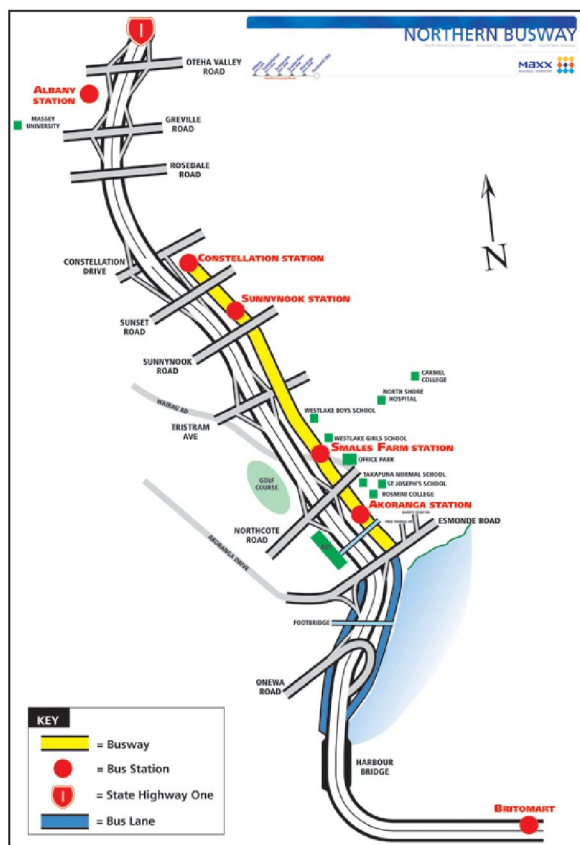 NORTHERN BUSWAY
MAXX
1
OTEHA VALLEY
ROAD
ALBANY
STATION
MASSEY
UNIVERSITY
GREVILLE
ROAD
ROSEDALE
ROAD
N
CONSTELLATION
DRIVE
CONSTELLATION STATION
SUNNYNOOK STATION
SUNSET
ROAD
SUNNYNOOK
ROAD
CARMEL
COLLEGE
NORTH SHORE
HOSPITAL
WAIRAU RD
TRISTRAM
AVE
WESTLAKE BOYS SCHOOL
WESTLAKE GIRLS SCHOOL
SMALES FARM STATION
OFFICE PARK
GOLF
COURSE
TAKAPUNA NORMAL SCHOOL
ST JOSEPH'S SCHOOL
ROSMINI COLLEGE
AKORANGA STATION
NORTHCOTE
ROAD
ESMONDE ROAD
AKORANGA DRIVE
FOOTBRIDGE
ONEWA
ROAD
HARBOUR
BRIDGE
BRITOMART
KEY
= Busway
= Bus Station
1
= State Highway One
= Bus Lane